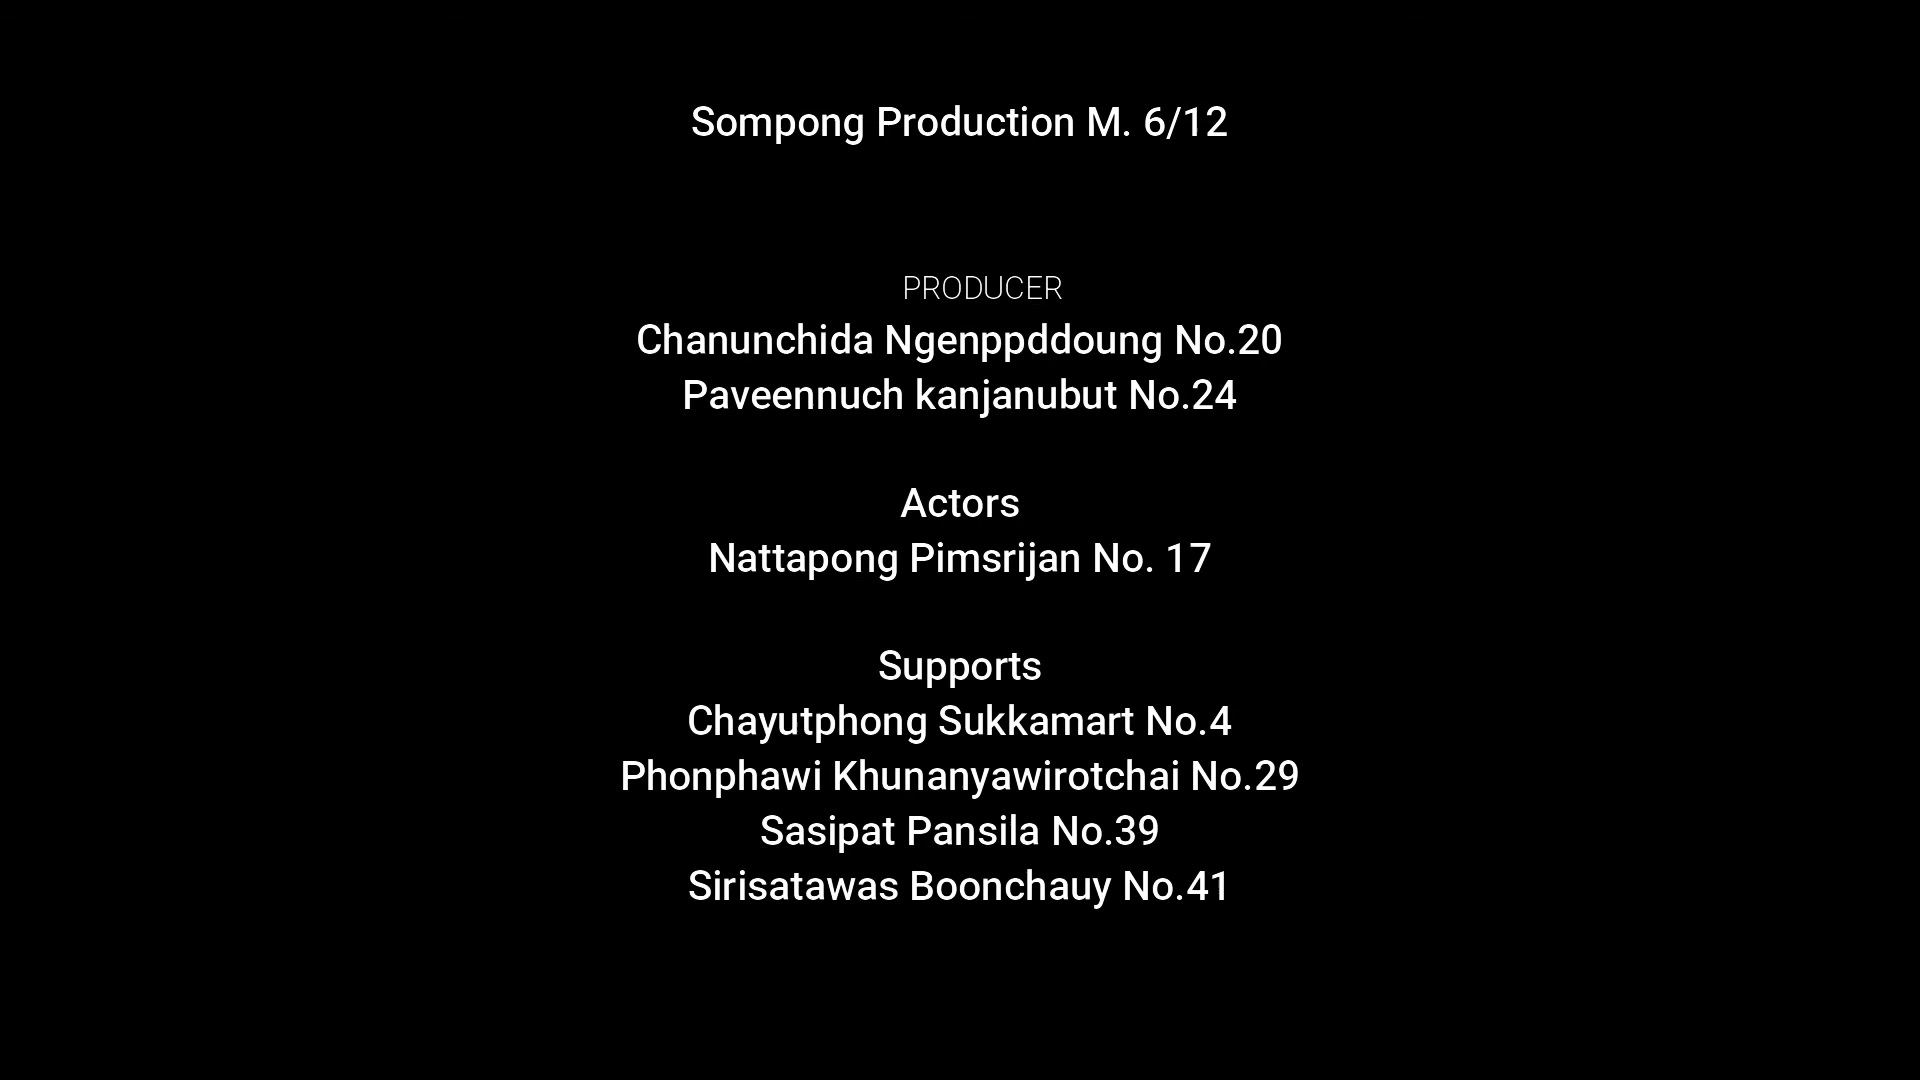 Sompong Production M. 6/12
PRODUCER
Chanunchida Ngenppddoung No.20
Paveennuch kanjanubut No.24
Actors
Nattapong Pimsrijan No. 17
Supports
Chayutphong Sukkamart No.4
Phonphawi Khunanyawirotchai No.29
Sasipat Pansila No.39
Sirisatawas Boonchauy No.41